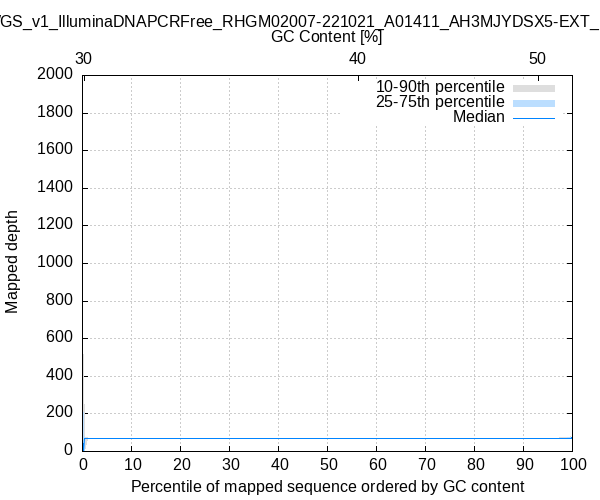 /GS_v1_IlluminaDNAPCRFree_RHGM02007-221021_A01411_AH3MJYDSX5-EXT_
GC Content [%]
30 40 50
10-90th percentile
25-75th percentile
Median
2000
1800
1600
1400
1200
1000
800
600
400
200
0
Mapped depth
0 10 20 30 40 50 60 70 80 90 100
Percentile of mapped sequence ordered by GC content